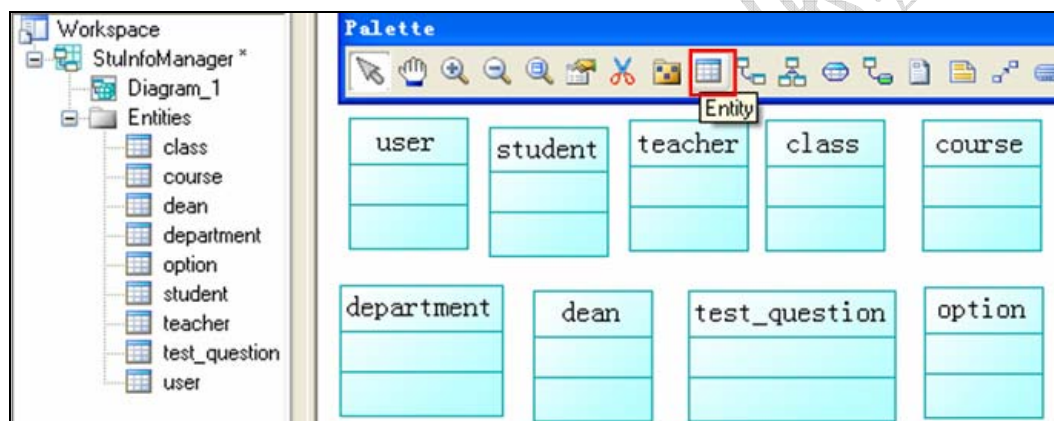 Workspace
StuInfoManager *
Diagram_1
Entities
class
course
dean
department
option
student
teacher
test_question
user
Palette
Entity
user
student
teacher
class
course
department
dean
test_question
option